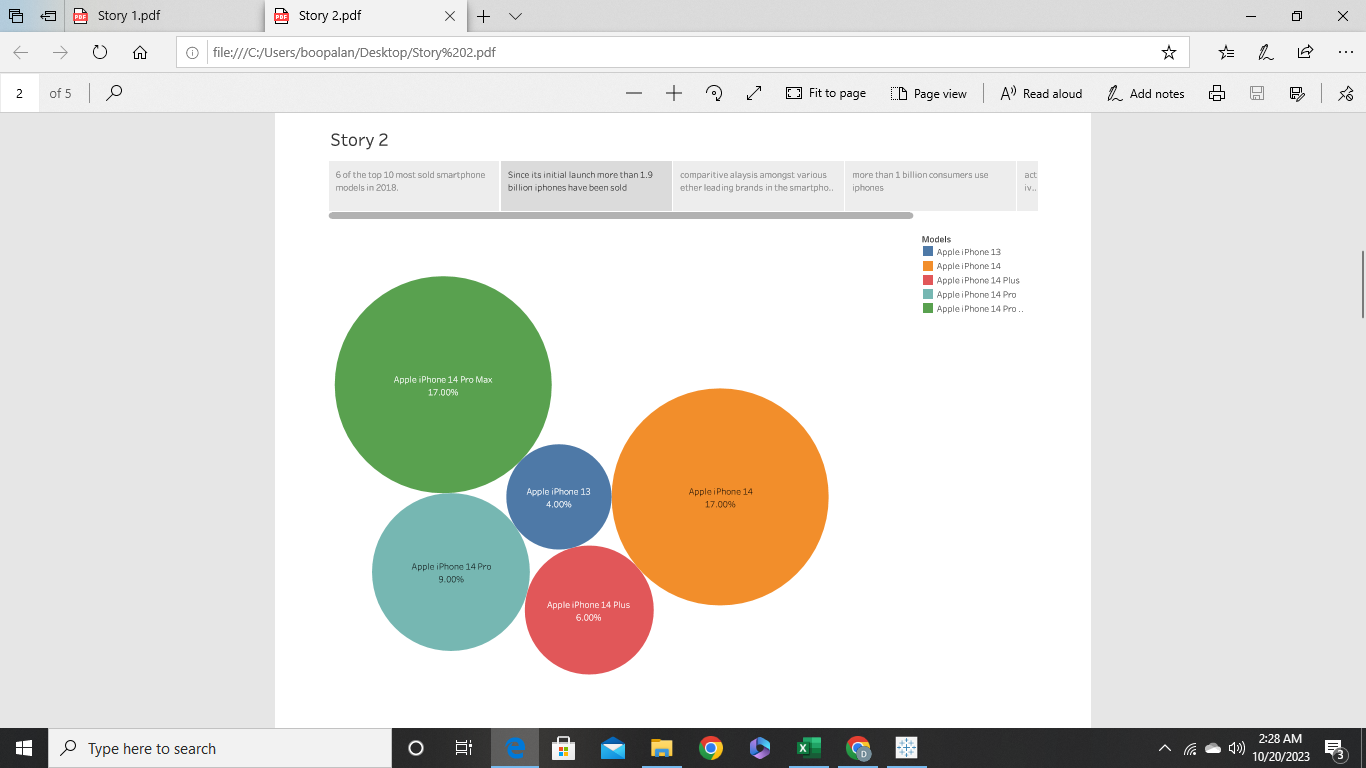 Story 1.pdf
Story 2.pdf
file:///C:/Users/boopalan/Desktop/Story%202.pdf
2 of 5
Fit to page
Page view
Read aloud
Add notes
Story 2
6 of the top 10 most sold smartphone
models in 2018.
Since its initial launch more than 1.9
billion iphones have been sold
comparitive alaysis amongst various
ether leading brands in the smartpho..
more than 1 billion consumers use
iphones
act
iv..
Models
Apple iPhone 13
Apple iPhone 14
Apple iPhone 14 Plus
Apple iPhone 14 Pro
Apple iPhone 14 Pro ..
Apple iPhone 14 Pro Max
17.00%
Apple iPhone 13
4.00%
Apple iPhone 14
17.00%
Apple iPhone 14 Pro
9.00%
Apple iPhone 14 Plus
6.00%
Type here to search
2:28 AM
10/20/2023
3